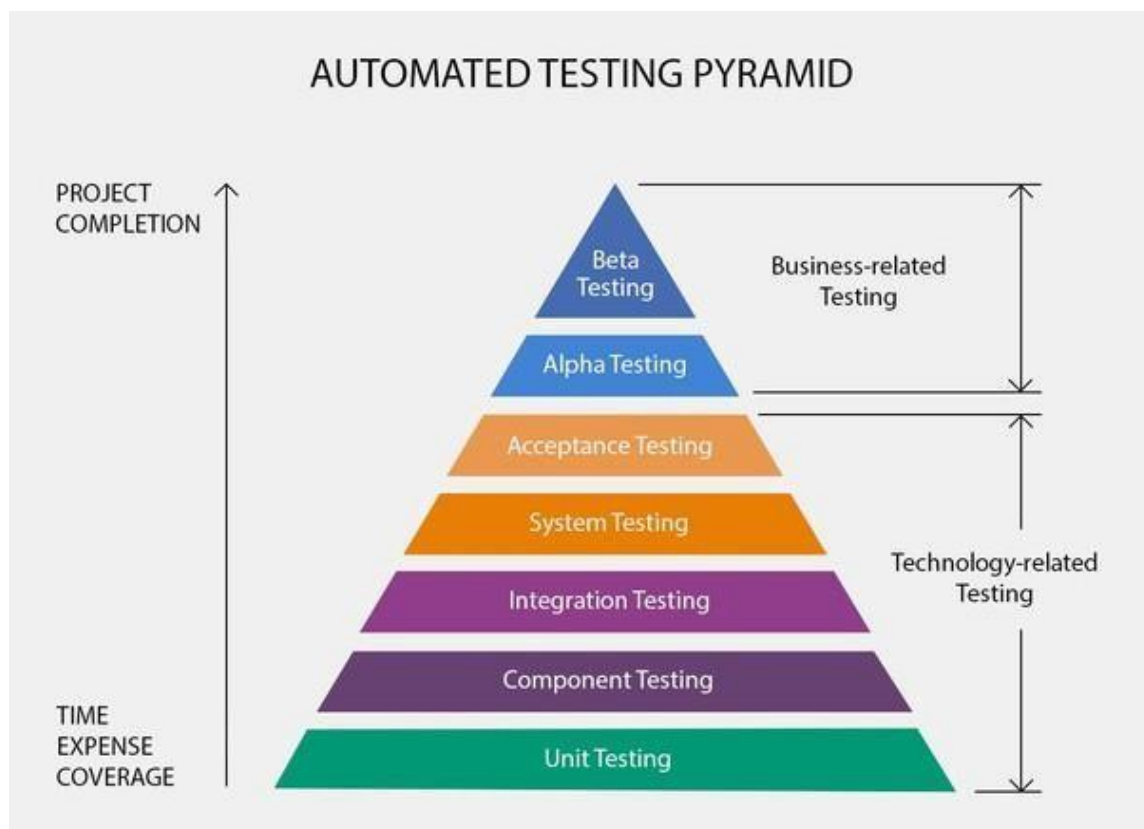 AUTOMATED TESTING PYRAMID
PROJECT
COMPLETION
Beta
Testing
Business-related
Testing
Alpha Testing
Acceptance Testing
System Testing
Technology-related
Testing
Integration Testing
Component Testing
TIME
EXPENSE
COVERAGE
Unit Testing